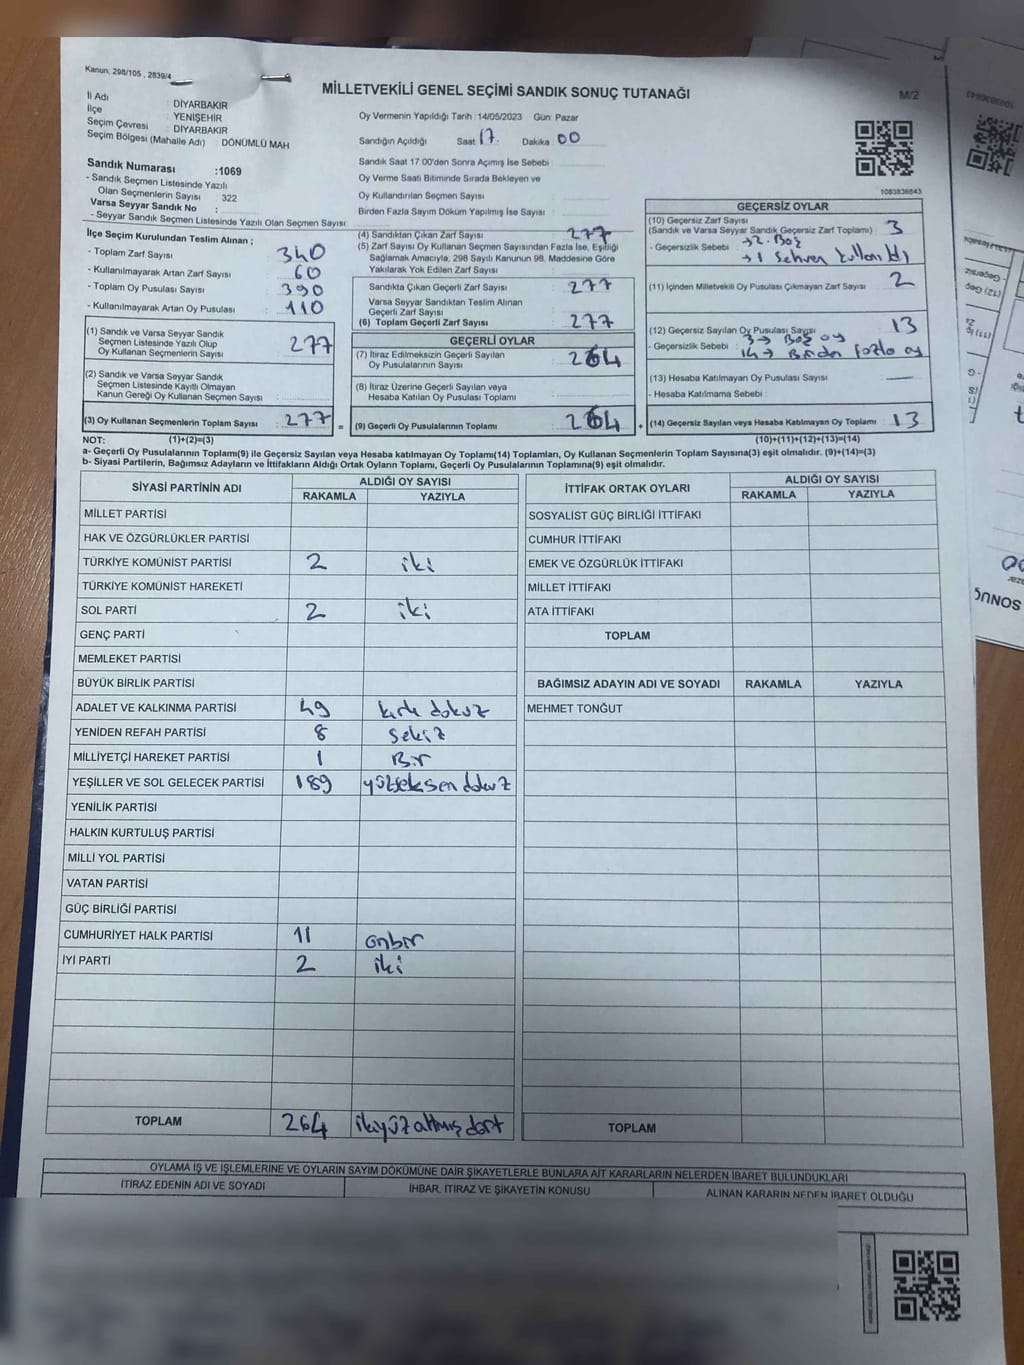 Kanun; 298/105 , 2839/4
MİLLETVEKİLİ GENEL SEÇİMİ SANDIK SONUÇ TUTANAĞI
M/2
İl Adı : DİYARBAKIR
İlçe : YENİŞEHİR
Seçim Çevresi : DİYARBAKIR
Seçim Bölgesi (Mahalle Adı) : DÖNÜMLÜ MAH
Sandık Numarası :1069
- Sandık Seçmen Listesinde Yazılı
Olan Seçmenlerin Sayısı : 322
Varsa Seyyar Sandık No :
- Seyyar Sandık Seçmen Listesinde Yazılı Olan Seçmen Sayısı :
İlçe Seçim Kurulundan Teslim Alınan ;
- Toplam Zarf Sayısı : 340
- Kullanılmayarak Artan Zarf Sayısı : 60
- Toplam Oy Pusulası Sayısı : 390
- Kullanılmayarak Artan Oy Pusulası : 110
(1) Sandık ve Varsa Seyyar Sandık
Seçmen Listesinde Yazılı Olup
Oy Kullanan Seçmenlerin Sayısı : 277
(2) Sandık ve Varsa Seyyar Sandık
Seçmen Listesinde Kayıtlı Olmayan
Kanun Gereği Oy Kullanan Seçmen Sayısı :
(3) Oy Kullanan Seçmenlerin Toplam Sayısı : 277
Oy Vermenin Yapıldığı Tarih :14/05/2023 Gün: Pazar
Sandığın Açıldığı Saat 17 Dakika 00
Sandık Saat 17:00'den Sonra Açımış İse Sebebi :
Oy Verme Saati Bitiminde Sırada Bekleyen ve
Oy Kullandırılan Seçmen Sayısı :
Birden Fazla Sayım Döküm Yapılmış İse Sayısı :
(4) Sandıktan Çıkan Zarf Sayısı : 277
(5) Zarf Sayısı Oy Kullanan Seçmen Sayısından Fazla İse, Eşitliği
Sağlamak Amacıyla, 298 Sayılı Kanunun 98. Maddesine Göre
Yakılarak Yok Edilen Zarf Sayısı :
Sandıkta Çıkan Geçerli Zarf Sayısı : 277
Varsa Seyyar Sandıktan Teslim Alınan
Geçerli Zarf Sayısı :
(6) Toplam Geçerli Zarf Sayısı : 277
GEÇERLİ OYLAR
(7) İtiraz Edilmeksizin Geçerli Sayılan
Oy Pusulasının Sayısı : 264
(8) İtiraz Üzerine Geçerli Sayılan veya
Hesaba Katılan Oy Pusulası Toplamı :
= (9) Geçerli Oy Pusulalarının Toplamı : 264 +
1083838843
GEÇERSİZ OYLAR
(10) Geçersiz Zarf Sayısı
(Sandık ve Varsa Seyyar Sandık Geçersiz Zarf Toplamı) : 3
- Geçersizlik Sebebi : →2. Boş
→1 Sehven kullanıldı
(11) İçinden Milletvekili Oy Pusulası Çıkmayan Zarf Sayısı : 2
(12) Geçersiz Sayılan Oy Pusulası Sayısı : 13
- Geçersizlik Sebebi : 3→ Boş oy
14→ Birden fazla oy
(13) Hesaba Katılmayan Oy Pusulası Sayısı : —
- Hesaba Katılmama Sebebi :
(14) Geçersiz Sayılan veya Hesaba Katılmayan Oy Toplamı : 13
NOT: (1)+(2)=(3) (10)+(11)+(12)+(13)=(14)
a- Geçerli Oy Pusulalarının Toplamı(9) ile Geçersiz Sayılan veya Hesaba katılmayan Oy Toplamı(14) Toplamları, Oy Kullanan Seçmenlerin Toplam Sayısına(3) eşit olmalıdır. (9)+(14)=(3)
b- Siyasi Partilerin, Bağımsız Adayların ve İttifakların Aldığı Ortak Oyların Toplamı, Geçerli Oy Pusulalarının Toplamına(9) eşit olmalıdır.
SİYASİ PARTİNİN ADI ALDIĞI OY SAYISI
RAKAMLA YAZIYLA
MİLLET PARTİSİ
HAK VE ÖZGÜRLÜKLER PARTİSİ
TÜRKİYE KOMÜNİST PARTİSİ 2 iki
TÜRKİYE KOMÜNİST HAREKETİ
SOL PARTİ 2 iki
GENÇ PARTİ
MEMLEKET PARTİSİ
BÜYÜK BİRLİK PARTİSİ
ADALET VE KALKINMA PARTİSİ 49 kırk dokuz
YENİDEN REFAH PARTİSİ 8 Sekiz
MİLLİYETÇİ HAREKET PARTİSİ 1 Bir
YEŞİLLER VE SOL GELECEK PARTİSİ 189 yüzseksen dokuz
YENİLİK PARTİSİ
HALKIN KURTULUŞ PARTİSİ
MİLLİ YOL PARTİSİ
VATAN PARTİSİ
GÜÇ BİRLİĞİ PARTİSİ
CUMHURİYET HALK PARTİSİ 11 onbir
İYİ PARTİ 2 iki
TOPLAM 264 ikiyüz altmış dört
İTTİFAK ORTAK OYLARI ALDIĞI OY SAYISI
RAKAMLA YAZIYLA
SOSYALİST GÜÇ BİRLİĞİ İTTİFAKI
CUMHUR İTTİFAKI
EMEK VE ÖZGÜRLÜK İTTİFAKI
MİLLET İTTİFAKI
ATA İTTİFAKI
TOPLAM
BAĞIMSIZ ADAYIN ADI VE SOYADI RAKAMLA YAZIYLA
MEHMET TONĞUT
TOPLAM
OYLAMA İŞ VE İŞLEMLERİNE VE OYLARIN SAYIM DÖKÜMÜNE DAİR ŞİKAYETLERLE BUNLARA AİT KARARLARIN NELERDEN İBARET BULUNDUKLARI
İTİRAZ EDENİN ADI VE SOYADI İHBAR, İTİRAZ VE ŞİKAYETİN KONUSU ALINAN KARARIN NEDEN İBARET OLDUĞU